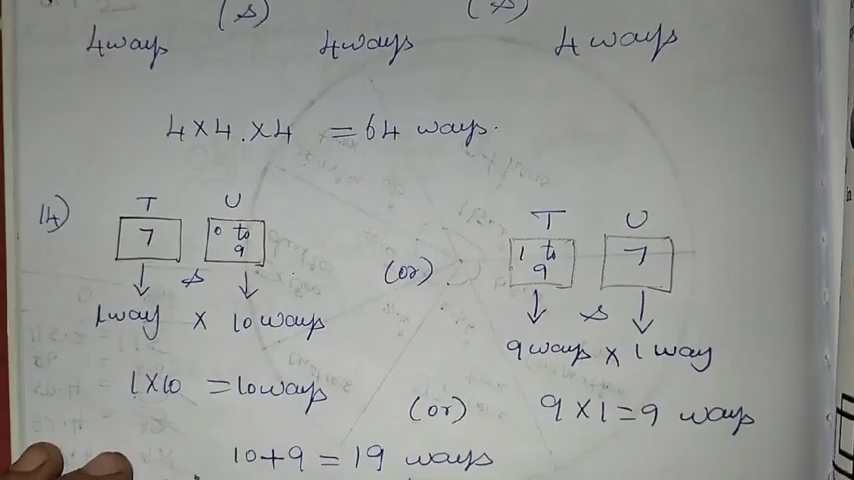 (&) (&)
4ways 4ways 4 ways
4 × 4 . × 4 = 64 ways.
14) T U T U
7 0 to 9 (or) 1 to 9 7
& &
1way × 10 ways 9 ways × 1 way
1 × 10 = 10 ways (or) 9 × 1 = 9 ways
10 + 9 = 19 ways